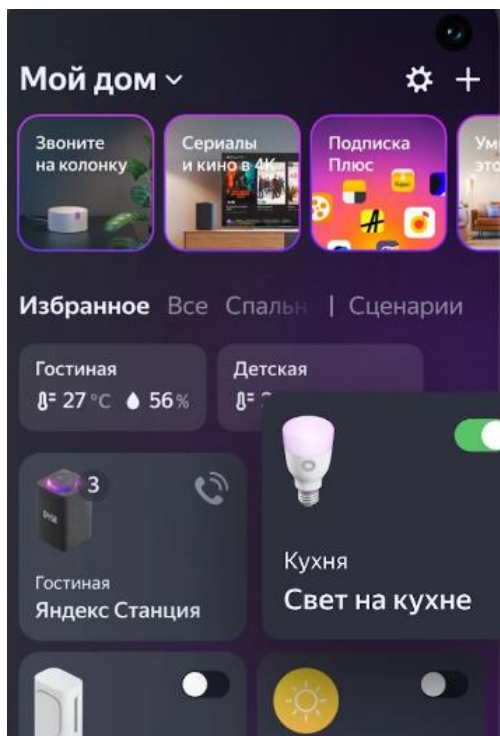 Мой дом
Звоните
на колонку
Сериалы
и кино в 4К
Подписка
Плюс
Избранное Все Спальн | Сценарии
Гостиная
27 °C 56%
Детская
3
Гостиная
Яндекс Станция
Кухня
Свет на кухне